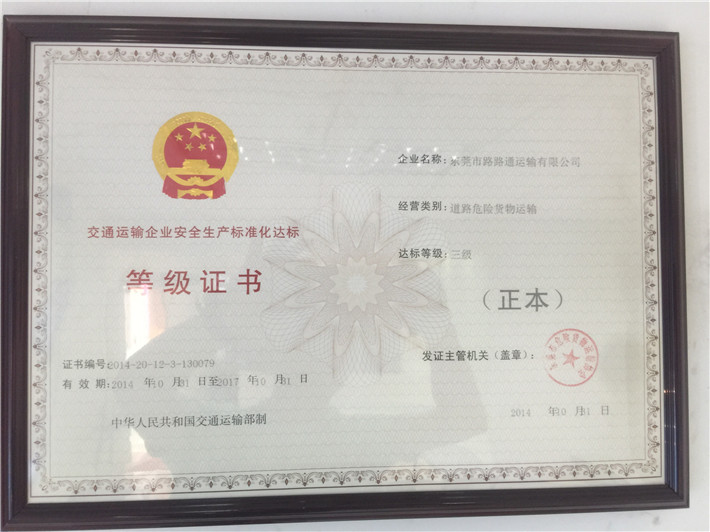 交通运输企业安全生产标准化达标
等级证书
证书编号:2014-20-12-3-130079
有 效 期:2014 年10 月31 日至2017 年10 月31 日
中华人民共和国交通运输部制
企业名称:东莞市路路通运输有限公司
经营类别:道路危险货物运输
达标等级:三级
（正本）
发证主管机关（盖章）:
2014 年10 月31 日